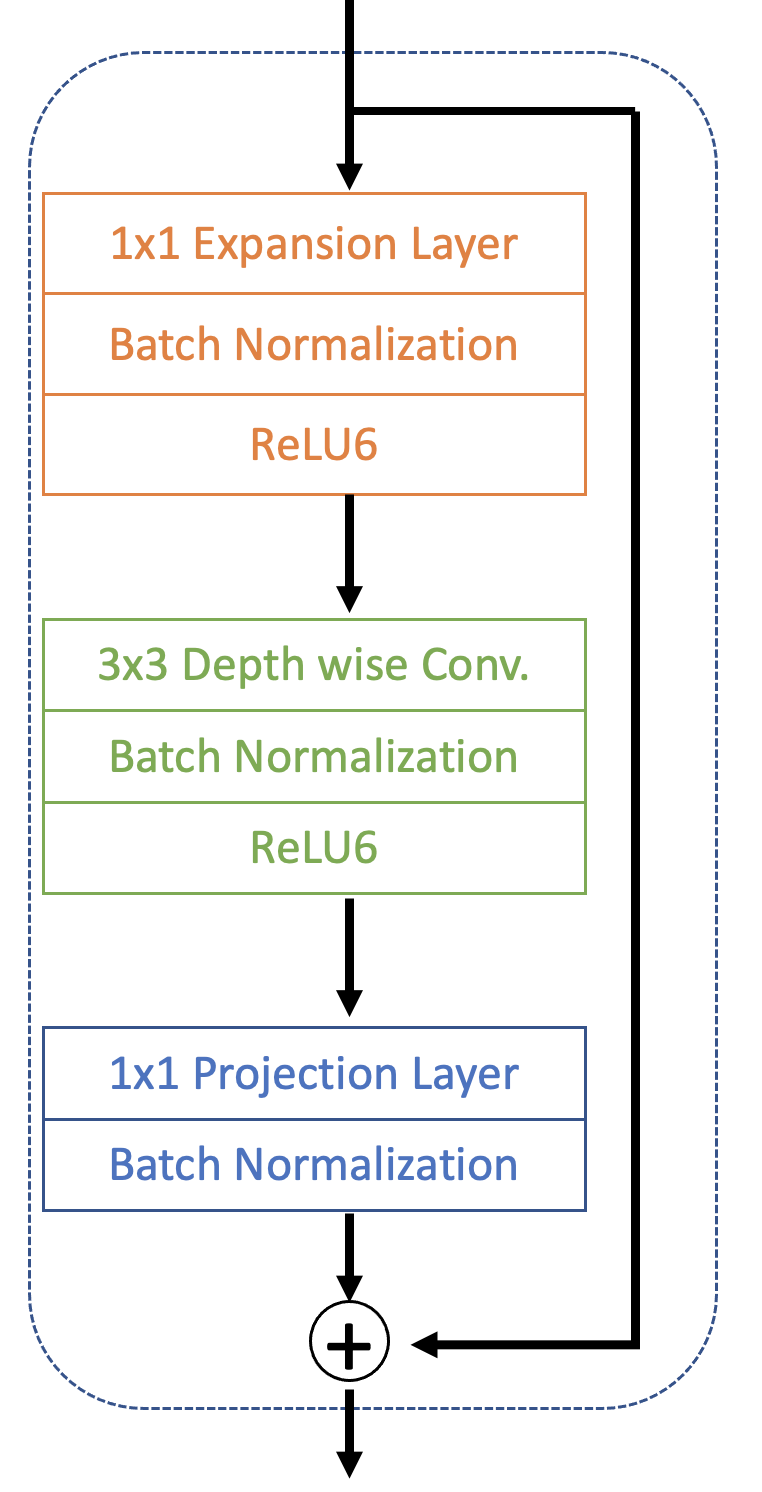 1x1 Expansion Layer
Batch Normalization
ReLU6
3x3 Depth wise Conv.
Batch Normalization
ReLU6
1x1 Projection Layer
Batch Normalization
+